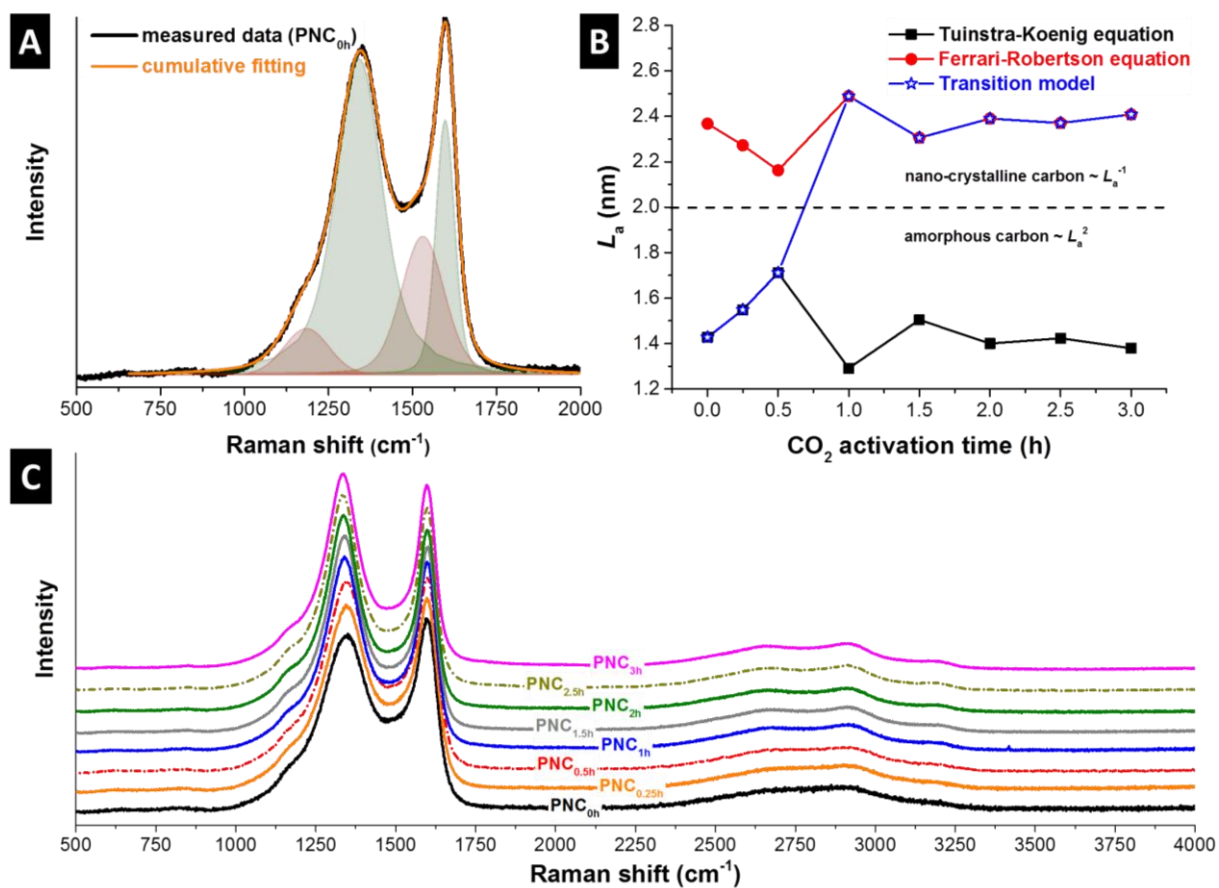 A
measured data (PNC0h)
cumulative fitting
Intensity
500 750 1000 1250 1500 1750 2000
Raman shift (cm-1)
B
Tuinstra-Koenig equation
Ferrari-Robertson equation
Transition model
2.8
2.6
2.4
2.2
2.0
1.8
1.6
1.4
1.2
La (nm)
nano-crystalline carbon ~ La-1
amorphous carbon ~ La2
0.0 0.5 1.0 1.5 2.0 2.5 3.0
CO2 activation time (h)
C
Intensity
PNC3h
PNC2.5h
PNC2h
PNC1.5h
PNC1h
PNC0.5h
PNC0.25h
PNC0h
500 750 1000 1250 1500 1750 2000 2250 2500 2750 3000 3250 3500 3750 4000
Raman shift (cm-1)